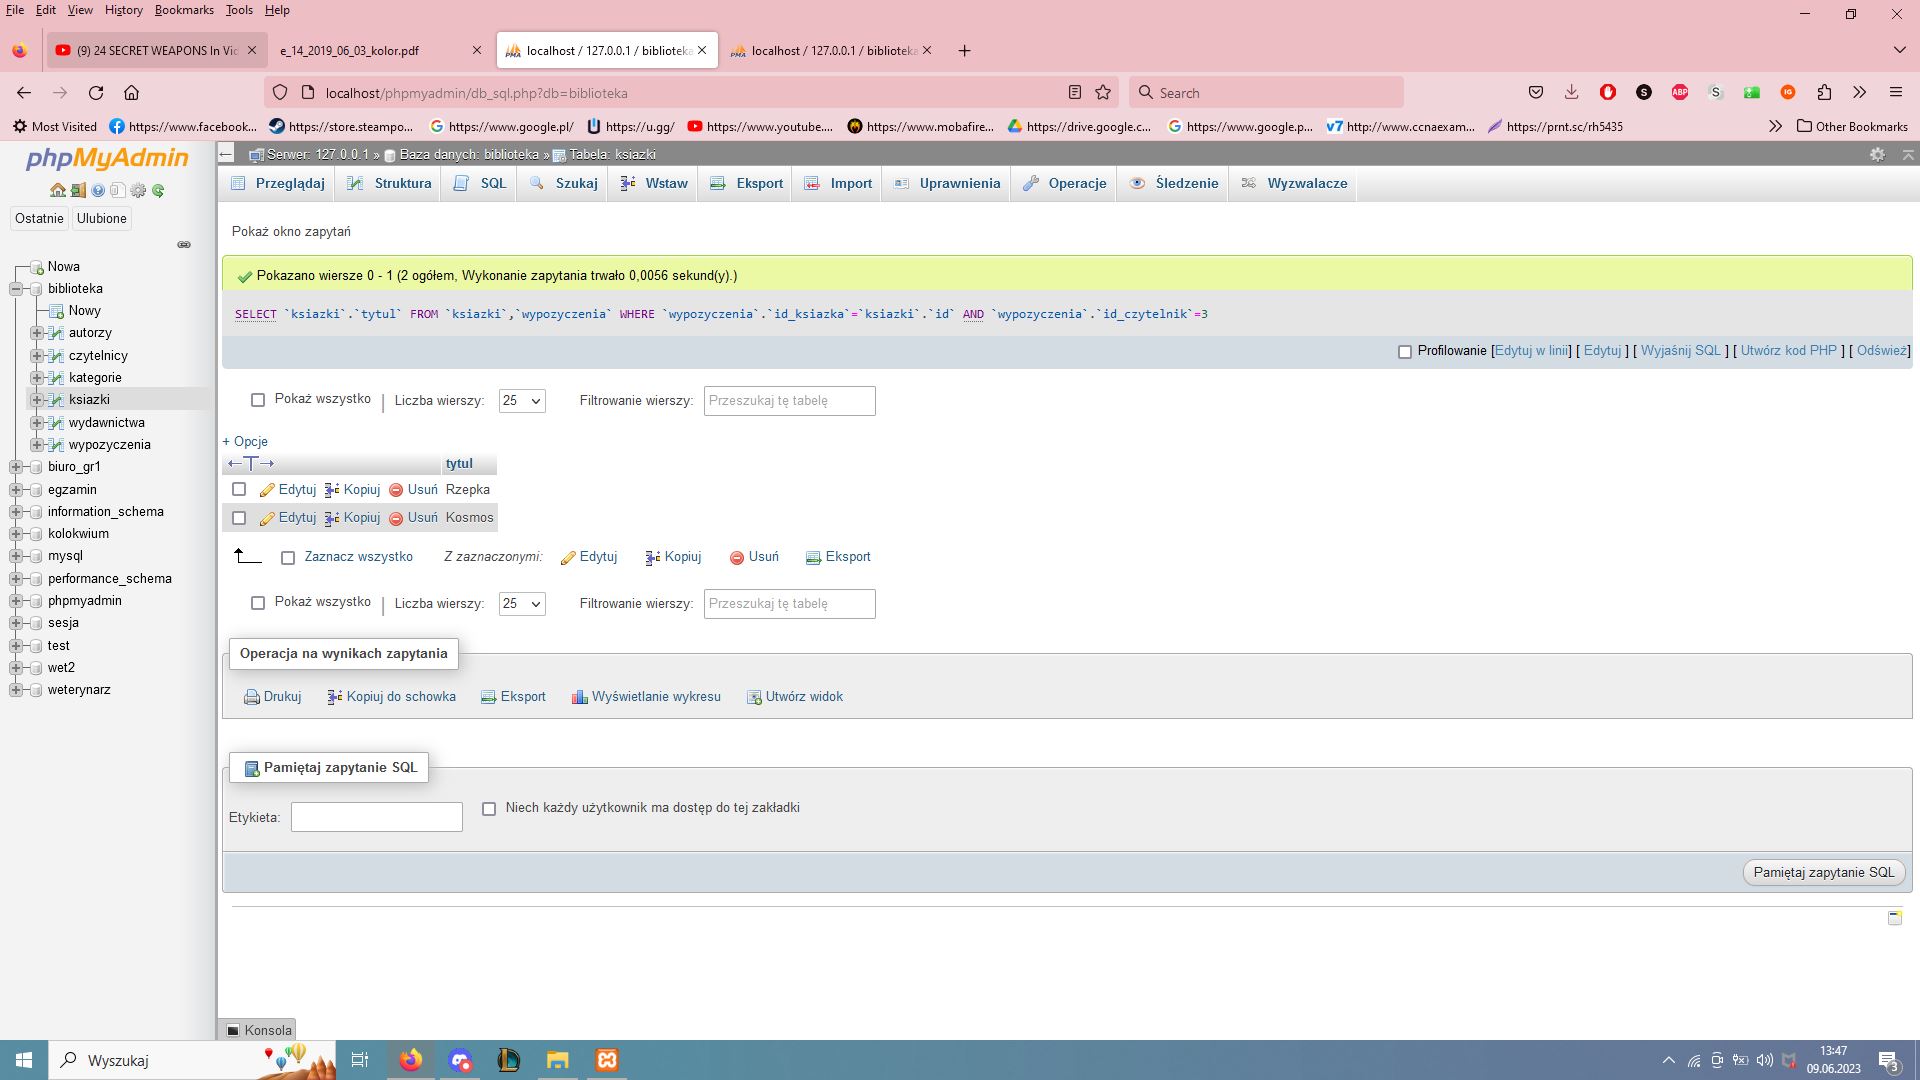 File Edit View History Bookmarks Tools Help
(9) 24 SECRET WEAPONS In Vid
e_14_2019_06_03_kolor.pdf
localhost / 127.0.0.1 / biblioteka
localhost / 127.0.0.1 / biblioteka
localhost/phpmyadmin/db_sql.php?db=biblioteka
Search
Most Visited https://www.facebook... https://store.steampo... https://www.google.pl/ https://u.gg/ https://www.youtube.... https://www.mobafire... https://drive.google.c... https://www.google.p... http://www.ccnaexam... https://prnt.sc/rh5435 Other Bookmarks
phpMyAdmin
Ostatnie Ulubione
Nowa
biblioteka
Nowy
autorzy
czytelnicy
kategorie
ksiazki
wydawnictwa
wypozyczenia
biuro_gr1
egzamin
information_schema
kolokwium
mysql
performance_schema
phpmyadmin
sesja
test
wet2
weterynarz
Serwer: 127.0.0.1 » Baza danych: biblioteka » Tabela: ksiazki
Przeglądaj Struktura SQL Szukaj Wstaw Eksport Import Uprawnienia Operacje Śledzenie Wyzwalacze
Pokaż okno zapytań
Pokazano wiersze 0 - 1 (2 ogółem, Wykonanie zapytania trwało 0,0056 sekund(y).)
SELECT `ksiazki`.`tytul` FROM `ksiazki`,`wypozyczenia` WHERE `wypozyczenia`.`id_ksiazka`=`ksiazki`.`id` AND `wypozyczenia`.`id_czytelnik`=3
Profilowanie [Edytuj w linii] [ Edytuj ] [ Wyjaśnij SQL ] [ Utwórz kod PHP ] [ Odśwież]
Pokaż wszystko | Liczba wierszy: 25 Filtrowanie wierszy: Przeszukaj tę tabelę
+ Opcje
←T→ tytul
Edytuj Kopiuj Usuń Rzepka
Edytuj Kopiuj Usuń Kosmos
Zaznacz wszystko Z zaznaczonymi: Edytuj Kopiuj Usuń Eksport
Pokaż wszystko | Liczba wierszy: 25 Filtrowanie wierszy: Przeszukaj tę tabelę
Operacja na wynikach zapytania
Drukuj Kopiuj do schowka Eksport Wyświetlanie wykresu Utwórz widok
Pamiętaj zapytanie SQL
Etykieta: Niech każdy użytkownik ma dostęp do tej zakładki
Pamiętaj zapytanie SQL
Konsola
Wyszukaj
13:47
09.06.2023
3